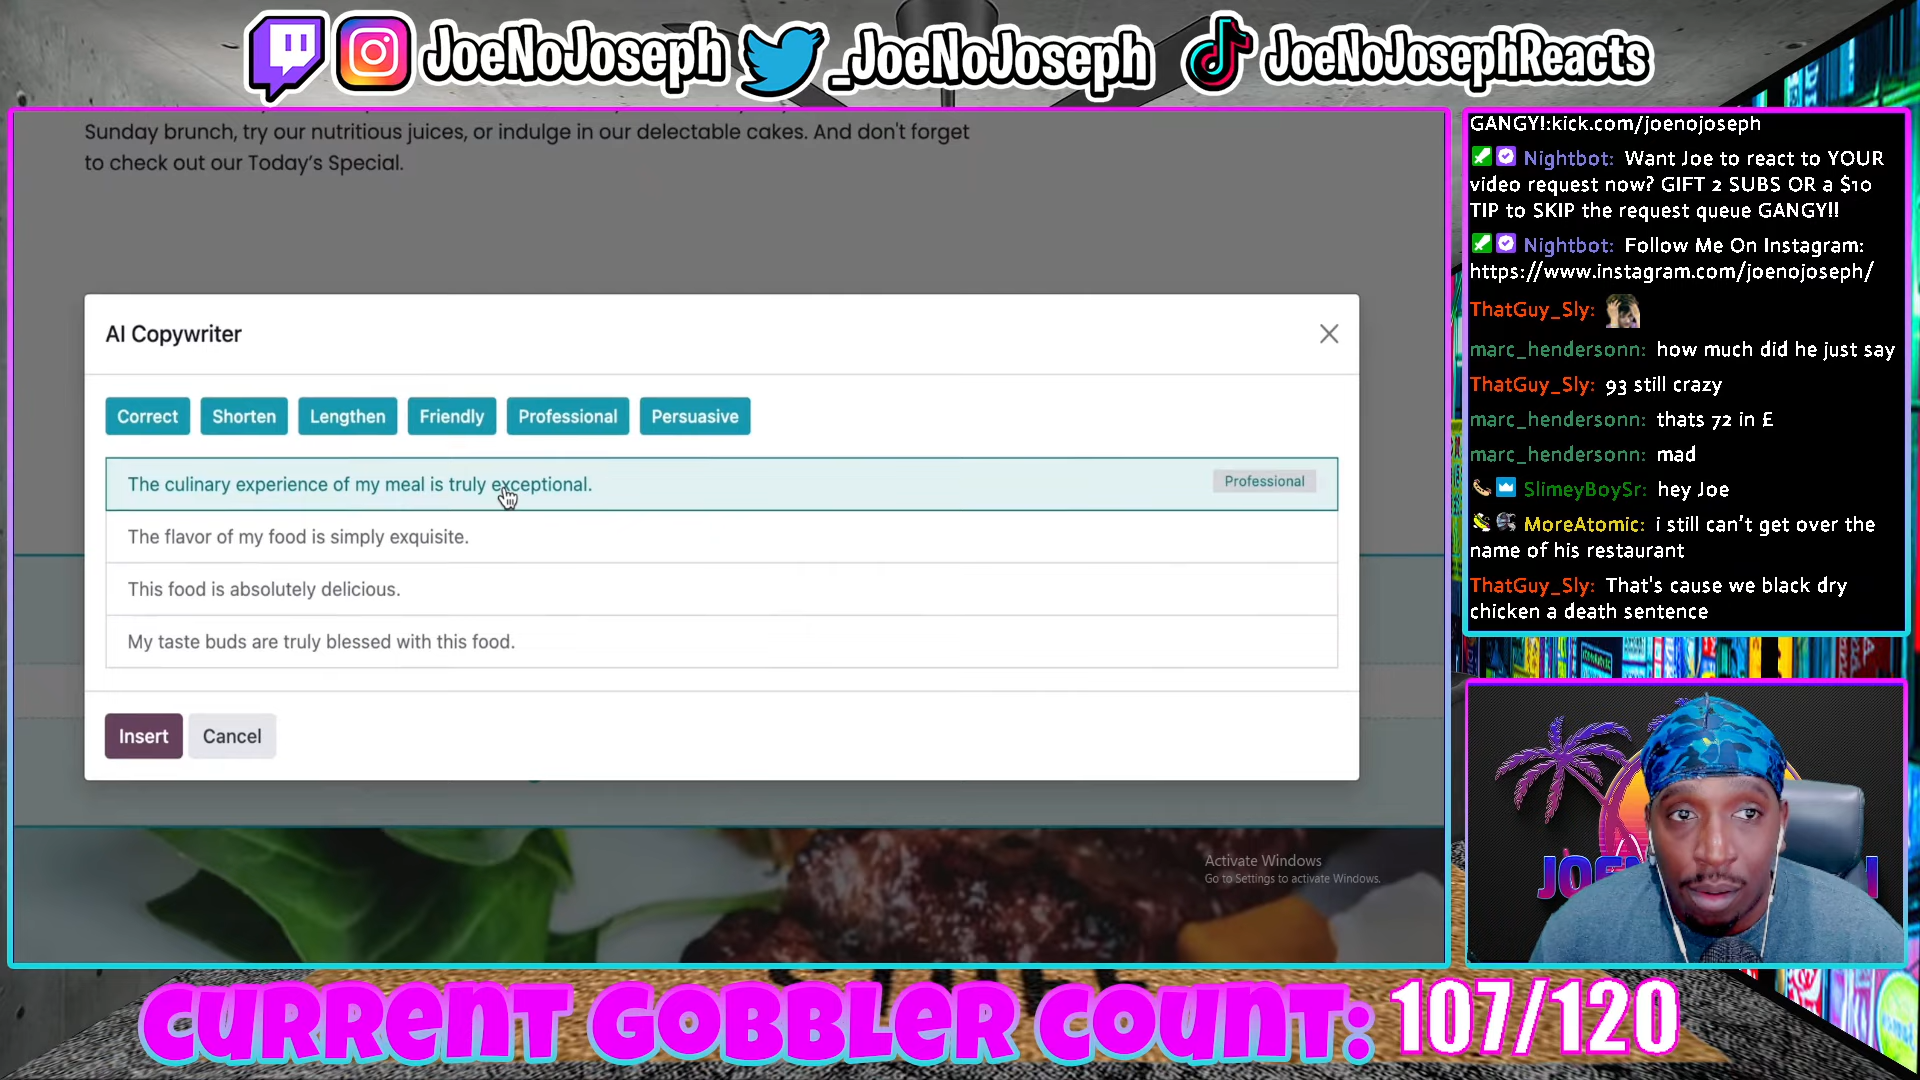 JoeNoJoseph _JoeNoJoseph JoeNoJosephReacts
Sunday brunch, try our nutritious juices, or indulge in our delectable cakes. And don't forget
to check out our Today's Special.
AI Copywriter
Correct Shorten Lengthen Friendly Professional Persuasive
The culinary experience of my meal is truly exceptional. Professional
The flavor of my food is simply exquisite.
This food is absolutely delicious.
My taste buds are truly blessed with this food.
Insert Cancel
Activate Windows
Go to Settings to activate Windows.
GANGY!:kick.com/joenojoseph
Nightbot: Want Joe to react to YOUR
video request now? GIFT 2 SUBS OR a $10
TIP to SKIP the request queue GANGY!!
Nightbot: Follow Me On Instagram:
https://www.instagram.com/joenojoseph/
ThatGuy_Sly:
marc_hendersonn: how much did he just say
ThatGuy_Sly: 93 still crazy
marc_hendersonn: thats 72 in £
marc_hendersonn: mad
SlimeyBoySr: hey Joe
MoreAtomic: i still can't get over the
name of his restaurant
ThatGuy_Sly: That's cause we black dry
chicken a death sentence
CURRENT GOBBLER COUNT: 107/120